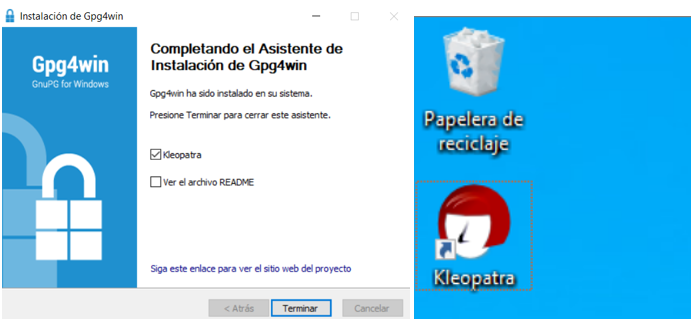 Instalación de Gpg4win
Gpg4win
GnuPG for Windows
Completando el Asistente de
Instalación de Gpg4win
Gpg4win ha sido instalado en su sistema.
Presione Terminar para cerrar este asistente.
Kleopatra
Ver el archivo README
Siga este enlace para ver el sitio web del proyecto
< Atrás
Terminar
Cancelar
Papelera de
reciclaje
Kleopatra